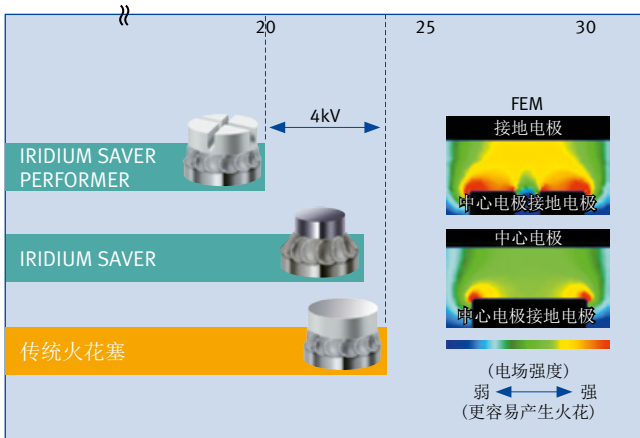 20
25
30
4kV
IRIDIUM SAVER
PERFORMER
IRIDIUM SAVER
传统火花塞
FEM
接地电极
中心电极接地电极
中心电极
中心电极接地电极
(电场强度)
弱 强
(更容易产生火花)